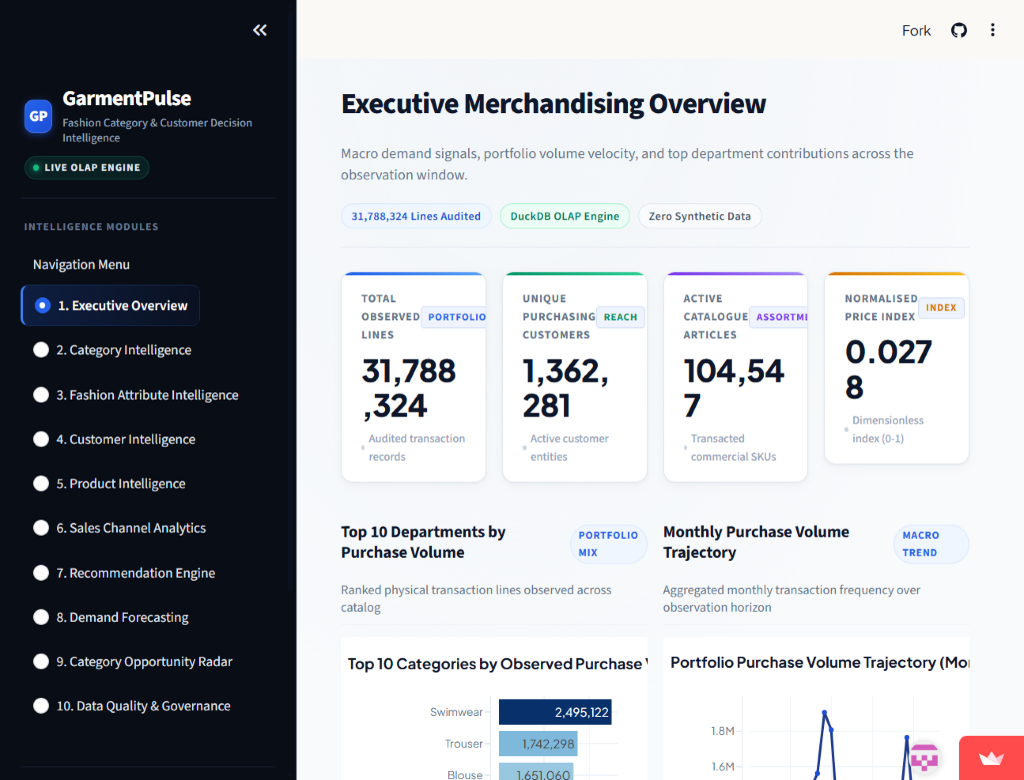 Fork
GP
GarmentPulse
Fashion Category & Customer Decision
Intelligence
LIVE OLAP ENGINE
INTELLIGENCE MODULES
Navigation Menu
1. Executive Overview
2. Category Intelligence
3. Fashion Attribute Intelligence
4. Customer Intelligence
5. Product Intelligence
6. Sales Channel Analytics
7. Recommendation Engine
8. Demand Forecasting
9. Category Opportunity Radar
10. Data Quality & Governance
Executive Merchandising Overview
Macro demand signals, portfolio volume velocity, and top department contributions across the
observation window.
31,788,324 Lines Audited
DuckDB OLAP Engine
Zero Synthetic Data
TOTAL
OVERSERVED
LINES
PORTFOLIO
31,788
,324
Audited transaction
records
UNIQUE
PURCHASING
CUSTOMERS
REACH
1,362,
281
Active customer
entities
ACTIVE
CATALOGUE
ARTICLES
ASSORTMI
104,54
7
Transacted
commercial SKUs
NORMALISED
PRICE INDEX
INDEX
0.027
8
Dimensionless
index (0-1)
Top 10 Departments by
Purchase Volume
PORTFOLIO
MIX
Ranked physical transaction lines observed across
catalog
Top 10 Categories by Observed Purchase V
Swimwear
2,495,122
Trouser
1,742,298
Blouse
1,651,060
Monthly Purchase Volume
Trajectory
MACRO
TREND
Aggregated monthly transaction frequency over
observation horizon
Portfolio Purchase Volume Trajectory (Mon
1.8M
1.6M